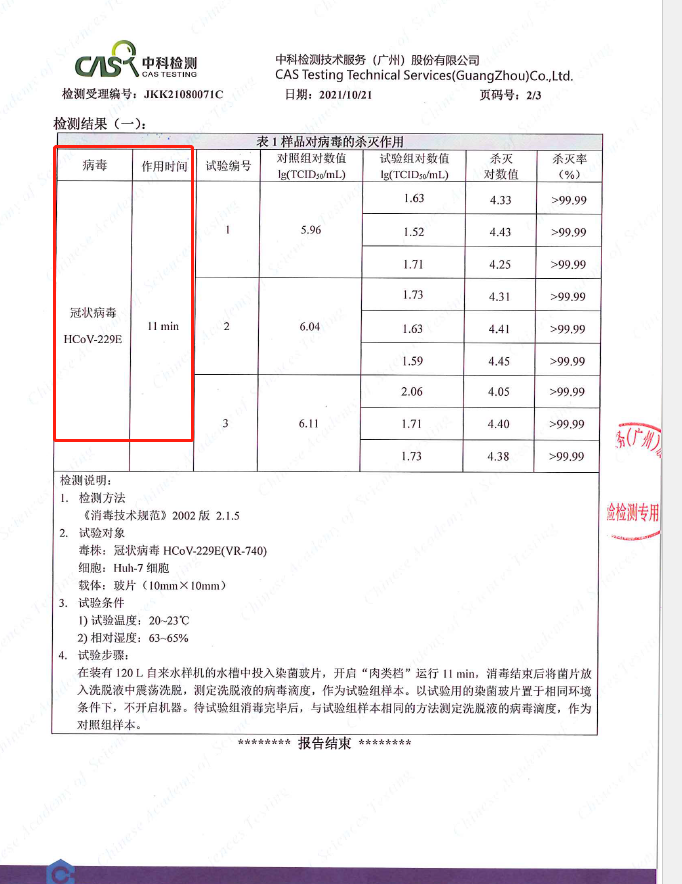 CAS 中科检测
CAS TESTING
中科检测技术服务（广州）股份有限公司
CAS Testing Technical Services(GuangZhou)Co.,Ltd.
检测受理编号：JKK21080071C 日期：2021/10/21 页码号：2/3
检测结果（一）：
表 1 样品对病毒的杀灭作用
病毒 作用时间 试验编号 对照组对数值 lg(TCID₅₀/mL) 试验组对数值 lg(TCID₅₀/mL) 杀灭对数值 杀灭率（%）
冠状病毒 HCoV-229E 11 min
1 5.96 1.63 4.33 >99.99
1.52 4.43 >99.99
1.71 4.25 >99.99
2 6.04 1.73 4.31 >99.99
1.63 4.41 >99.99
1.59 4.45 >99.99
3 6.11 2.06 4.05 >99.99
1.71 4.40 >99.99
1.73 4.38 >99.99
检测说明：
1. 检测方法
《消毒技术规范》2002 版 2.1.5
2. 试验对象
毒株：冠状病毒 HCoV-229E(VR-740)
细胞：Huh-7 细胞
载体：玻片（10mm×10mm）
3. 试验条件
1) 试验温度：20~23℃
2) 相对湿度：63~65%
4. 试验步骤：
在装有 120 L 自来水样机的水槽中投入染菌玻片，开启“肉类档”运行 11 min，消毒结束后将菌片放
入洗脱液中震荡洗脱，测定洗脱液的病毒滴度，作为试验组样本。以试验用的染菌玻片置于相同环境
条件下，不开启机器。待试验组消毒完毕后，与试验组样本相同的方法测定洗脱液的病毒滴度，作为
对照组样本。
******** 报告结束 ********
(广州)
检测专用